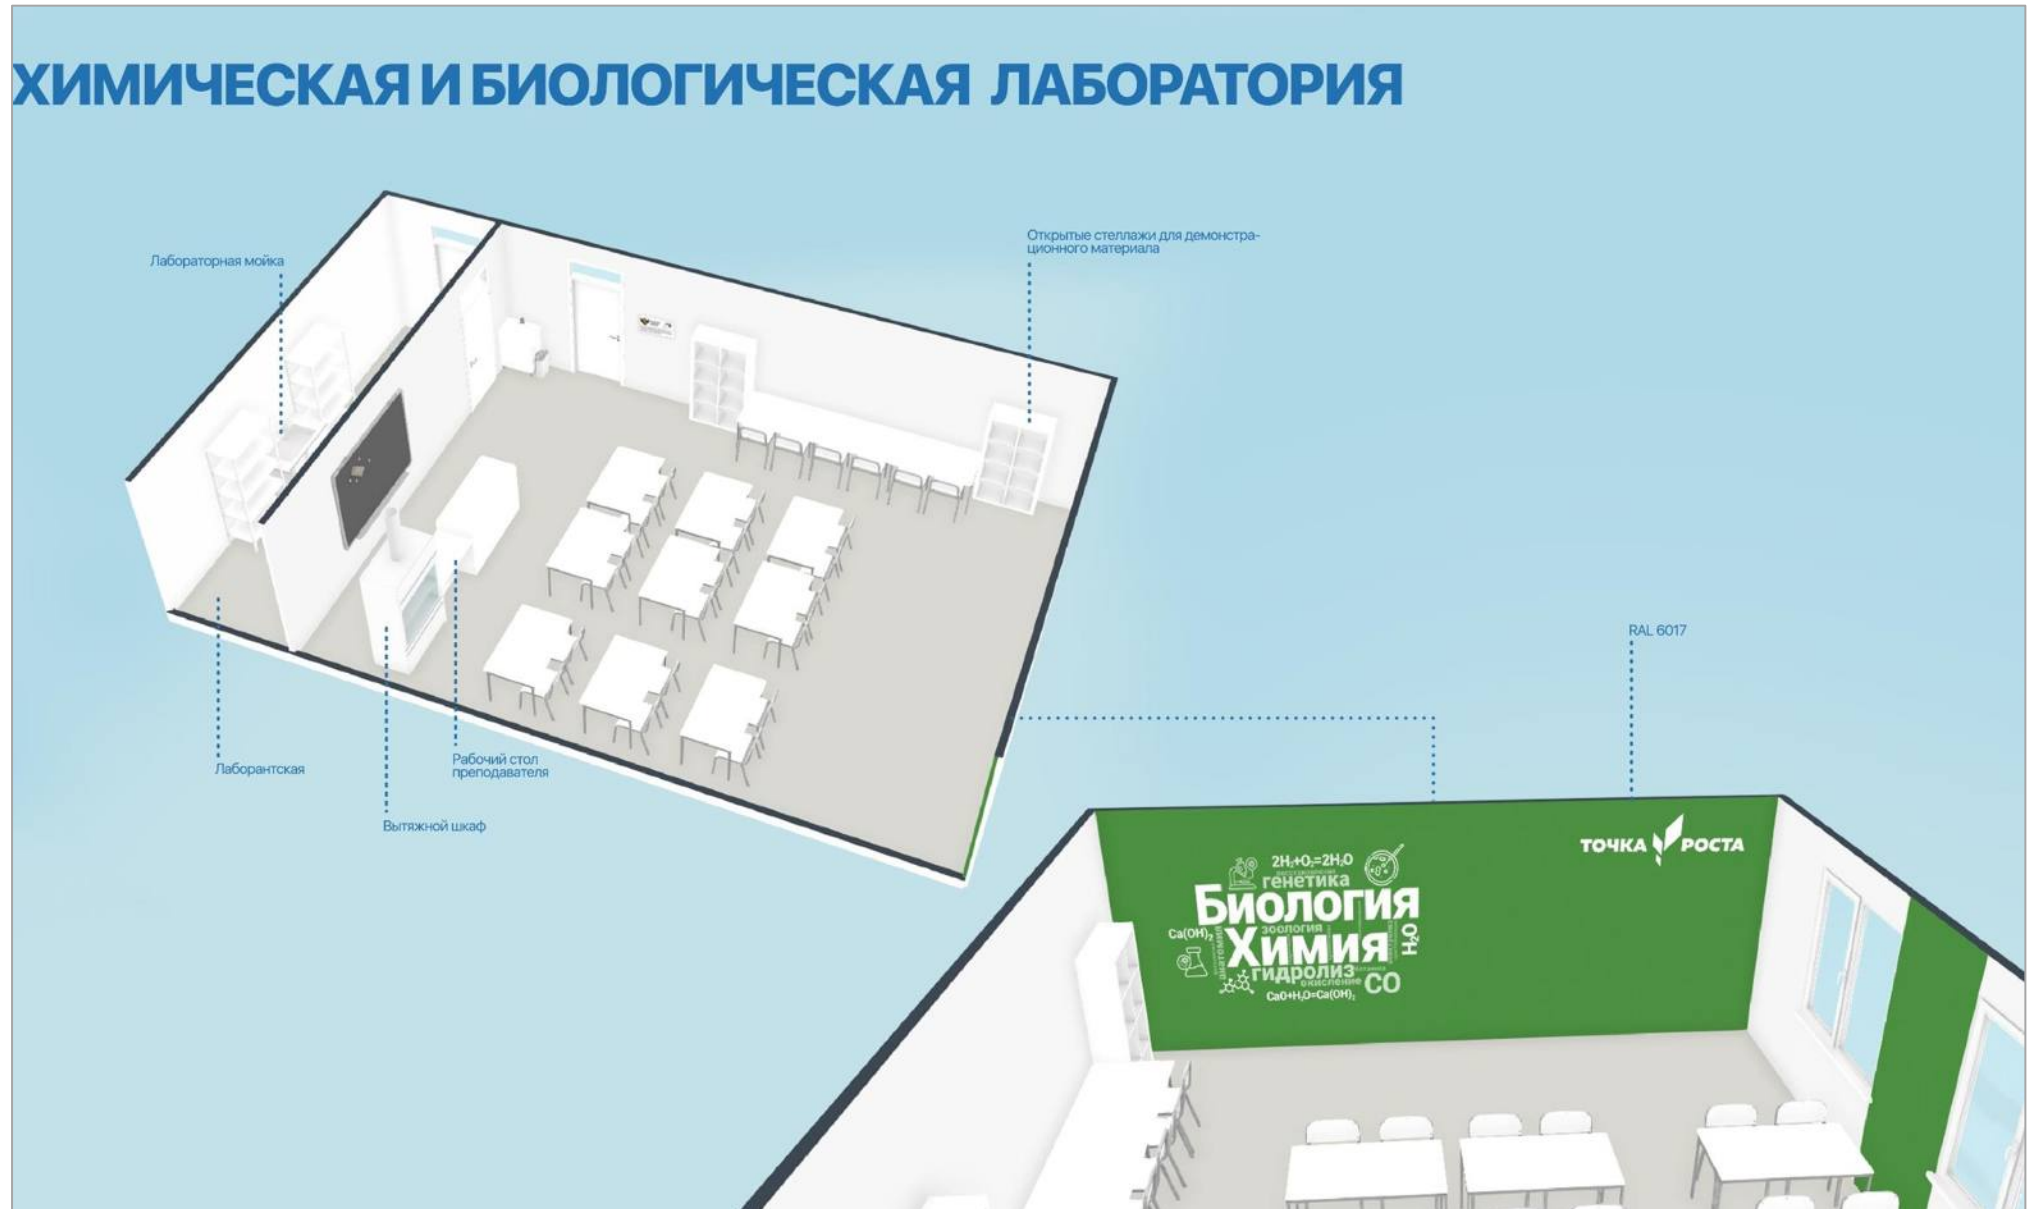 ХИМИЧЕСКАЯ И БИОЛОГИЧЕСКАЯ ЛАБОРАТОРИЯ
Открытые стеллажи для демонстра-
ционного материала
Лабораторная мойка
RAL 6017
Лаборантская
Рабочий стол
преподавателя
Вытяжной шкаф
ТОЧКА РОСТА
2H₂+O₂=2H₂O
генетика
Биология
зоология
Ca(OH)₂
Химия
H₂O
анатомия
гидролиз
окисление
CO
CaO+H₂O=Ca(OH)₂